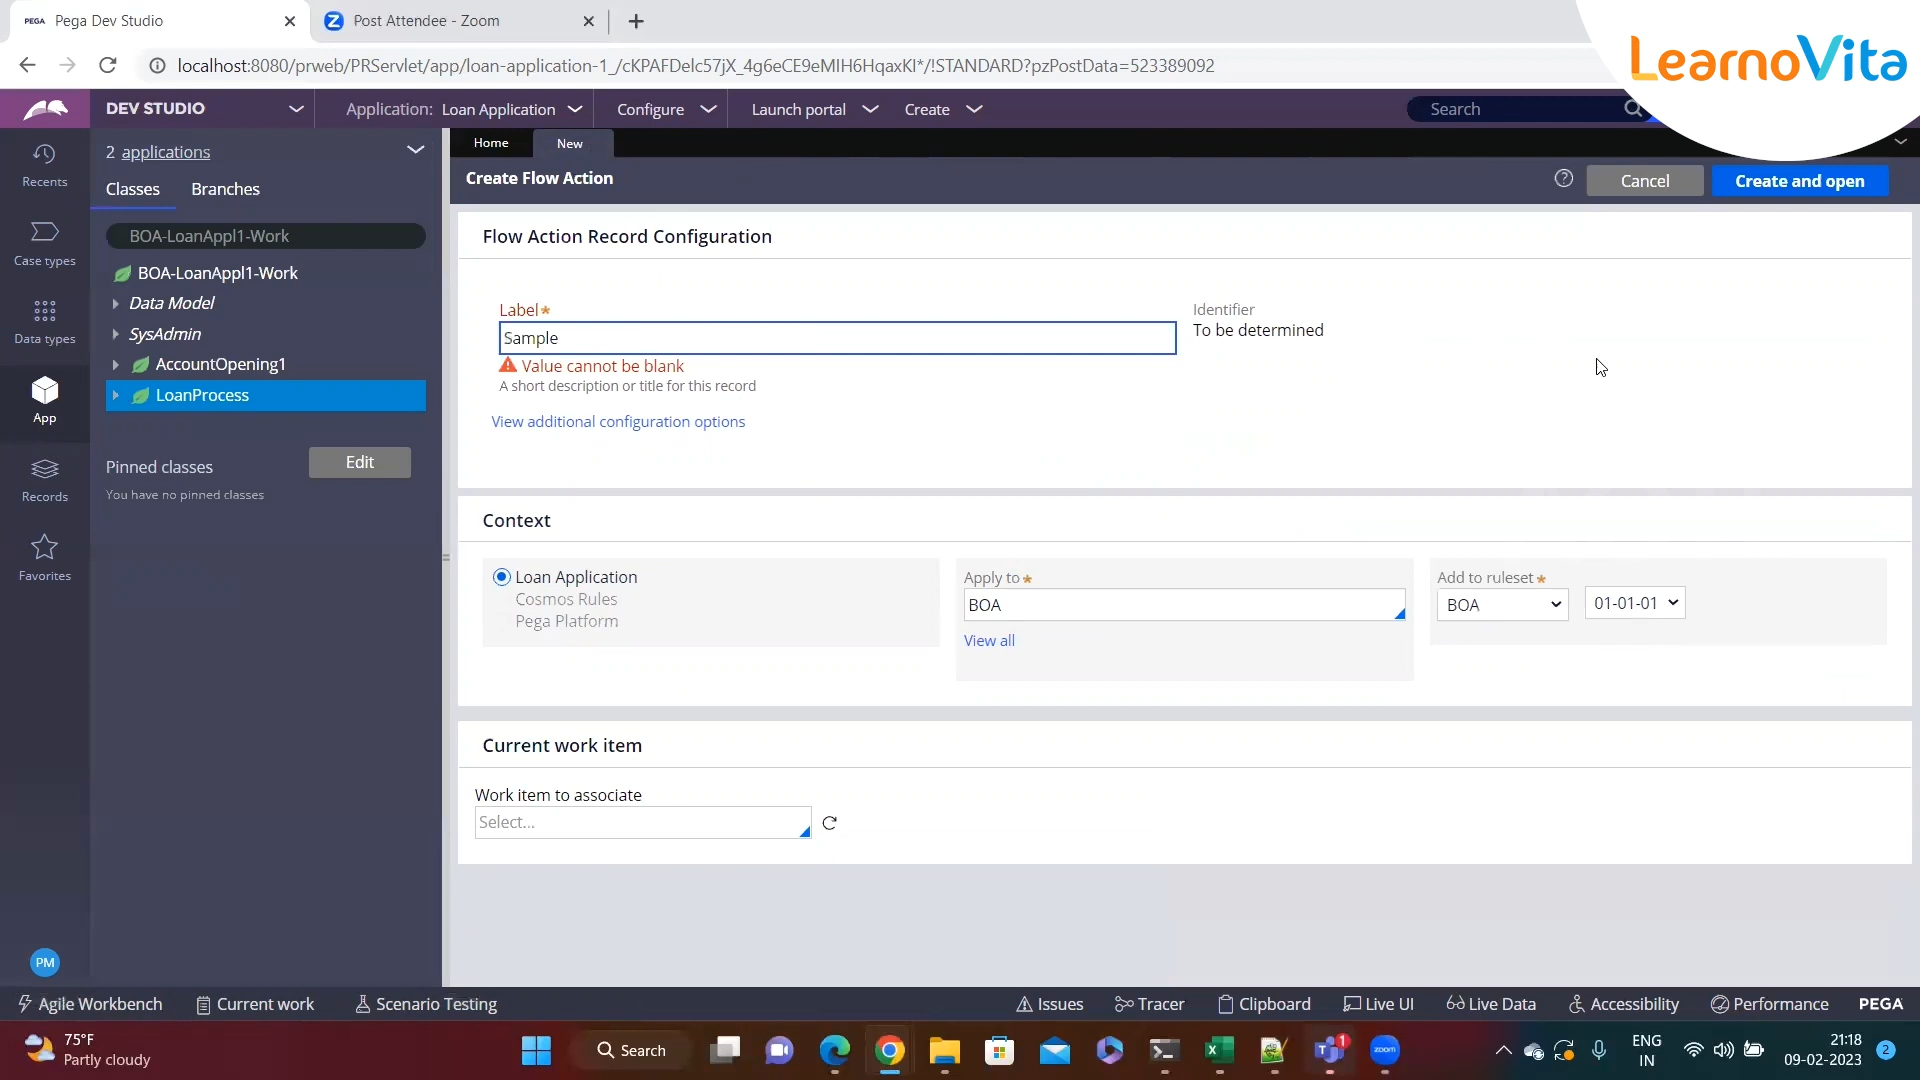 PEGA Pega Dev Studio
Post Attendee - Zoom
LearnoVita
localhost:8080/prweb/PRServlet/app/loan-application-1_/cKPAFDelc57jX_4g6eCE9eMIH6HqaxKI*/!STANDARD?pzPostData=523389092
DEV STUDIO
Application: Loan Application
Configure
Launch portal
Create
Search
Recents
Case types
Data types
App
Records
Favorites
PM
2 applications
Classes
Branches
BOA-LoanAppl1-Work
BOA-LoanAppl1-Work
Data Model
SysAdmin
AccountOpening1
LoanProcess
Pinned classes
Edit
You have no pinned classes
Home
New
Create Flow Action
Cancel
Create and open
Flow Action Record Configuration
Label*
Sample
Value cannot be blank
A short description or title for this record
Identifier
To be determined
View additional configuration options
Context
Loan Application
Cosmos Rules
Pega Platform
Apply to *
BOA
View all
Add to ruleset *
BOA
01-01-01
Current work item
Work item to associate
Select...
Agile Workbench
Current work
Scenario Testing
Issues
Tracer
Clipboard
Live UI
Live Data
Accessibility
Performance
PEGA
75°F
Partly cloudy
Search
1
zoom
ENG
IN
21:18
09-02-2023
2